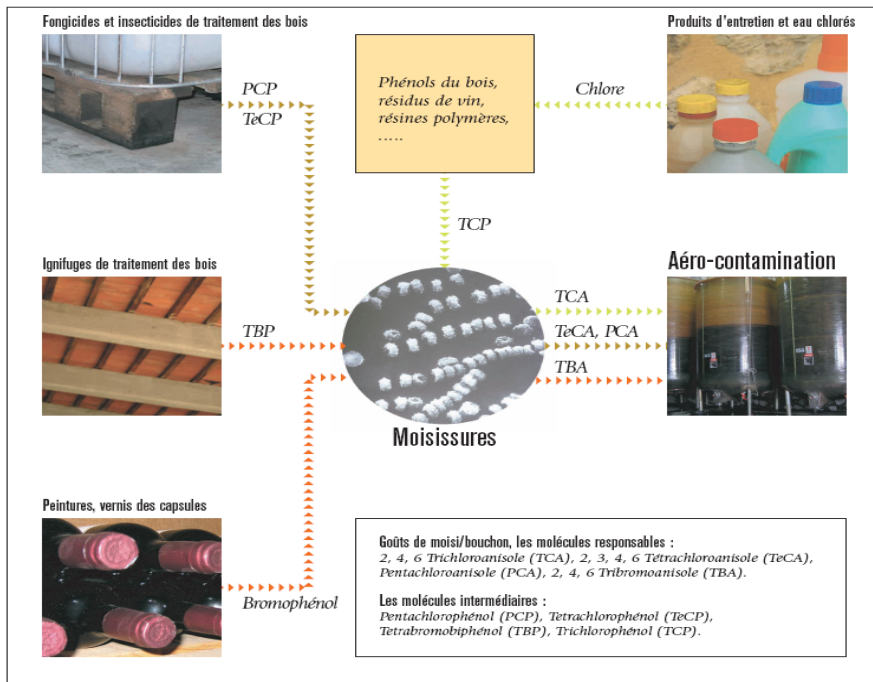 Fongicides et insecticides de traitement des bois
Produits d'entretien et eau chlorés
PCP
TeCP
Phénols du bois,
résidus de vin,
résines polymères,
.....
Chlore
TCP
Ignifuges de traitement des bois
Aéro-contamination
TBP
TCA
TeCA, PCA
TBA
Moisissures
Peintures, vernis des capsules
Bromophénol
Goûts de moisi/bouchon, les molécules responsables :
2, 4, 6 Trichloroanisole (TCA), 2, 3, 4, 6 Tétrachloroanisole (TeCA),
Pentachloroanisole (PCA), 2, 4, 6 Tribromoanisole (TBA).
Les molécules intermédiaires :
Pentachlorophénol (PCP), Tetrachlorophénol (TeCP),
Tetrabromobiphénol (TBP), Trichlorophénol (TCP).